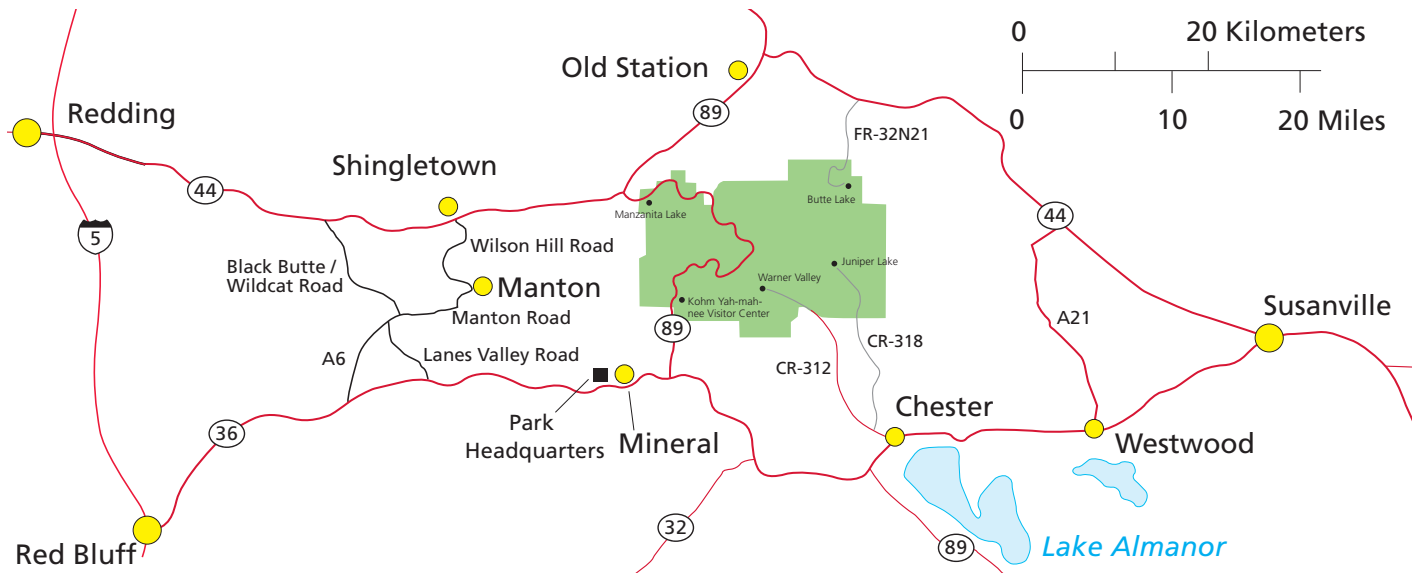 0
20 Kilometers
0
10
20 Miles
Old Station
89
Redding
FR-32N21
Shingletown
44
Butte Lake
Manzanita Lake
44
5
Wilson Hill Road
Black Butte /
Wildcat Road
Juniper Lake
Warner Valley
Manton
Kohm Yah-mah-
nee Visitor Center
Susanville
Manton Road
A21
89
CR-318
A6
Lanes Valley Road
CR-312
Park
Headquarters
Mineral
Chester
36
Westwood
32
Red Bluff
89
Lake Almanor